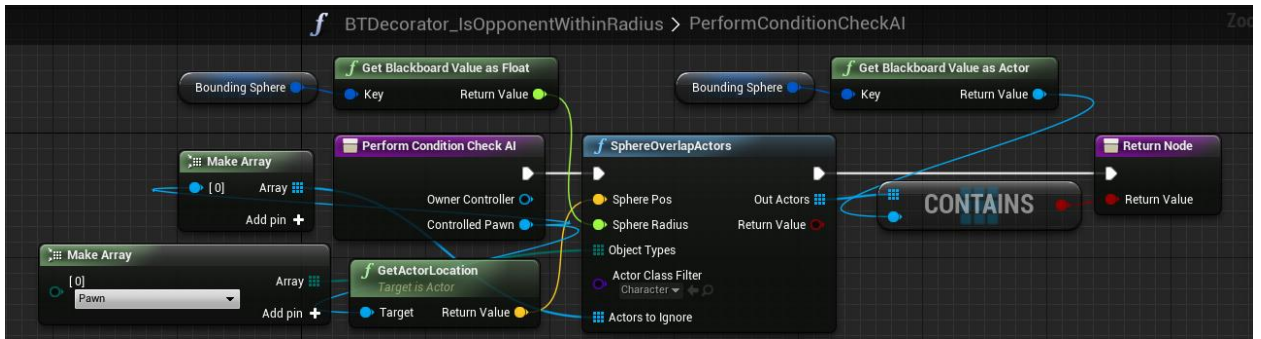 f BTDecorator_IsOpponentWithinRadius > PerformConditionCheckAI
f Get Blackboard Value as Float
f Get Blackboard Value as Actor
Bounding Sphere
Key Return Value
Bounding Sphere
Key Return Value
Perform Condition Check AI
f SphereOverlapActors
Return Node
Make Array
[0] Array
Add pin +
Owner Controller
Controlled Pawn
Sphere Pos Out Actors
Sphere Radius Return Value
Object Types
Actor Class Filter
Character
Actors to Ignore
CONTAINS
Return Value
Make Array
[0] Array
Pawn
Add pin +
f GetActorLocation
Target is Actor
Target Return Value